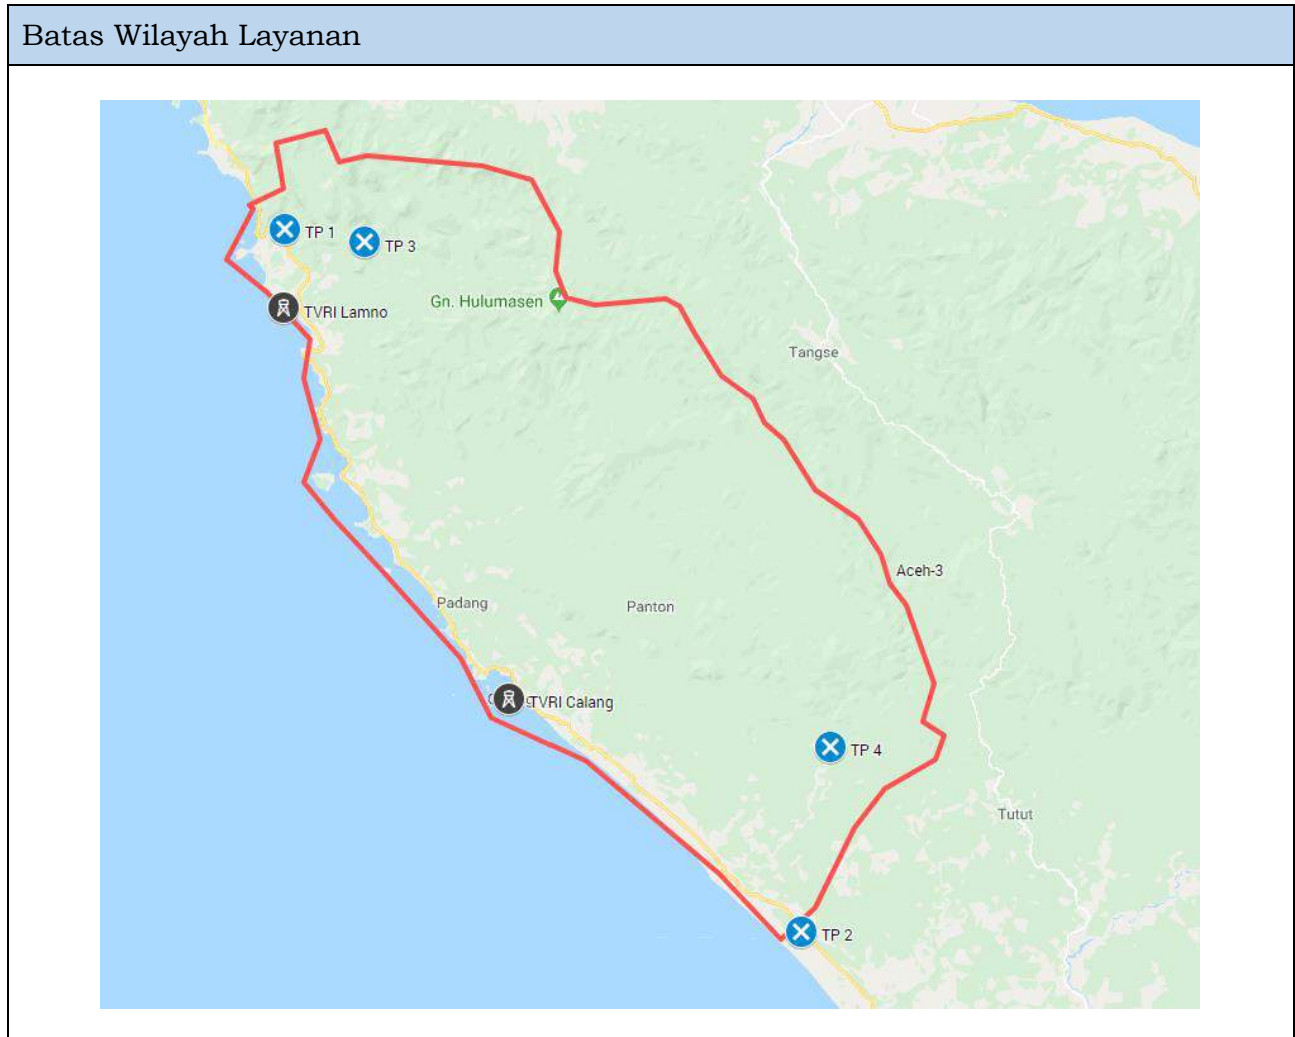 Batas Wilayah Layanan
TP 1
TP 3
Gn. Hulumasen
TVRI Lamno
Tangse
Aceh-3
Padang
Panton
TVRI Calang
TP 4
Tutut
TP 2